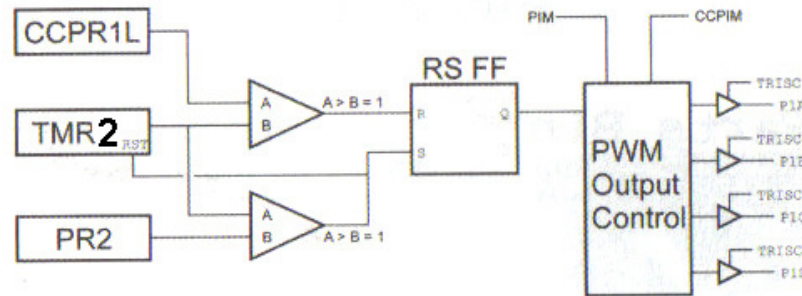 PIM
CCPIM
CCPR1L
RS FF
TRISC
P1A
A
B
A > B = 1
R
Q
TMR2
RST
S
PWM
Output
Control
TRISC
TRISC
P1C
PR2
A
B
A > B = 1
TRISC